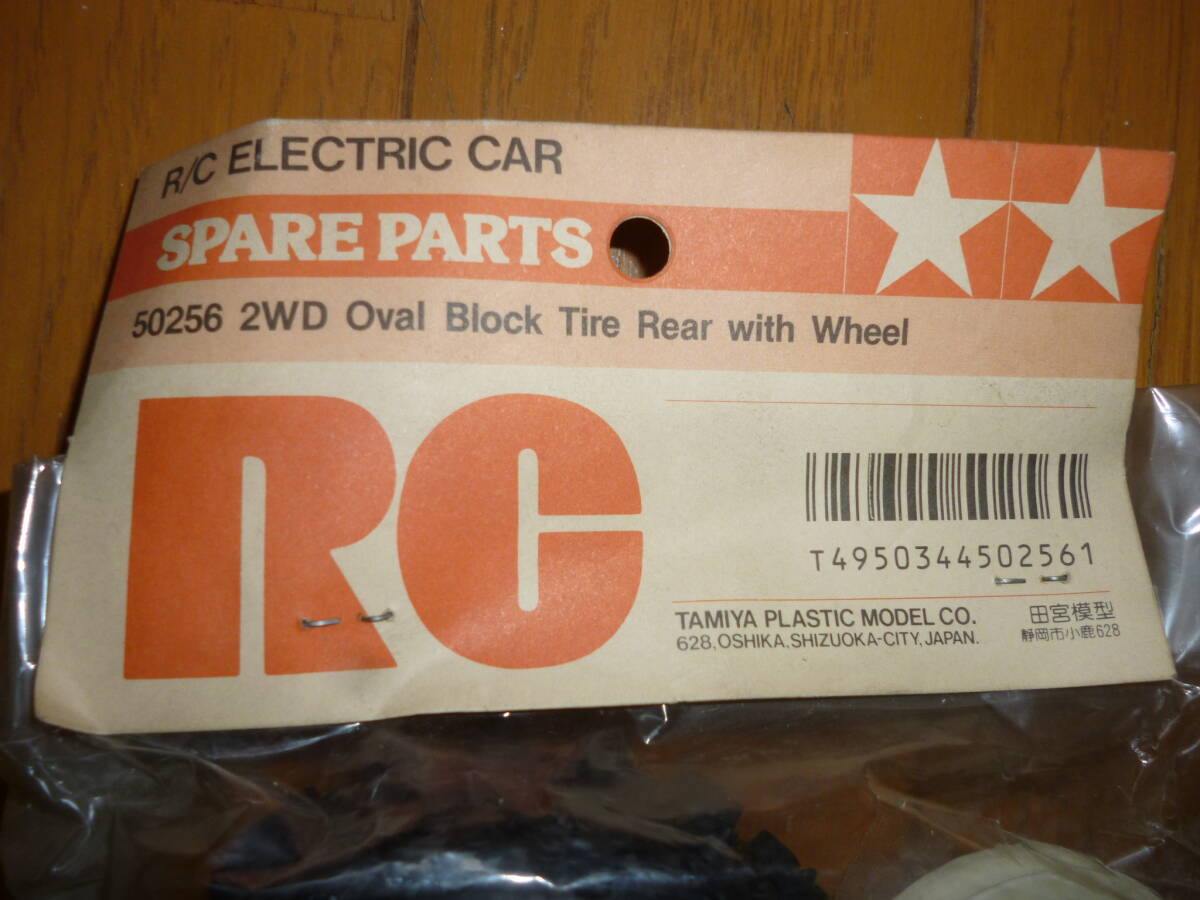 R/C ELECTRIC CAR
SPARE PARTS
50256 2WD Oval Block Tire Rear with Wheel
RC
T4950344502561
TAMIYA PLASTIC MODEL CO. 田宮模型
628, OSHIKA, SHIZUOKA-CITY, JAPAN. 静岡市小鹿628